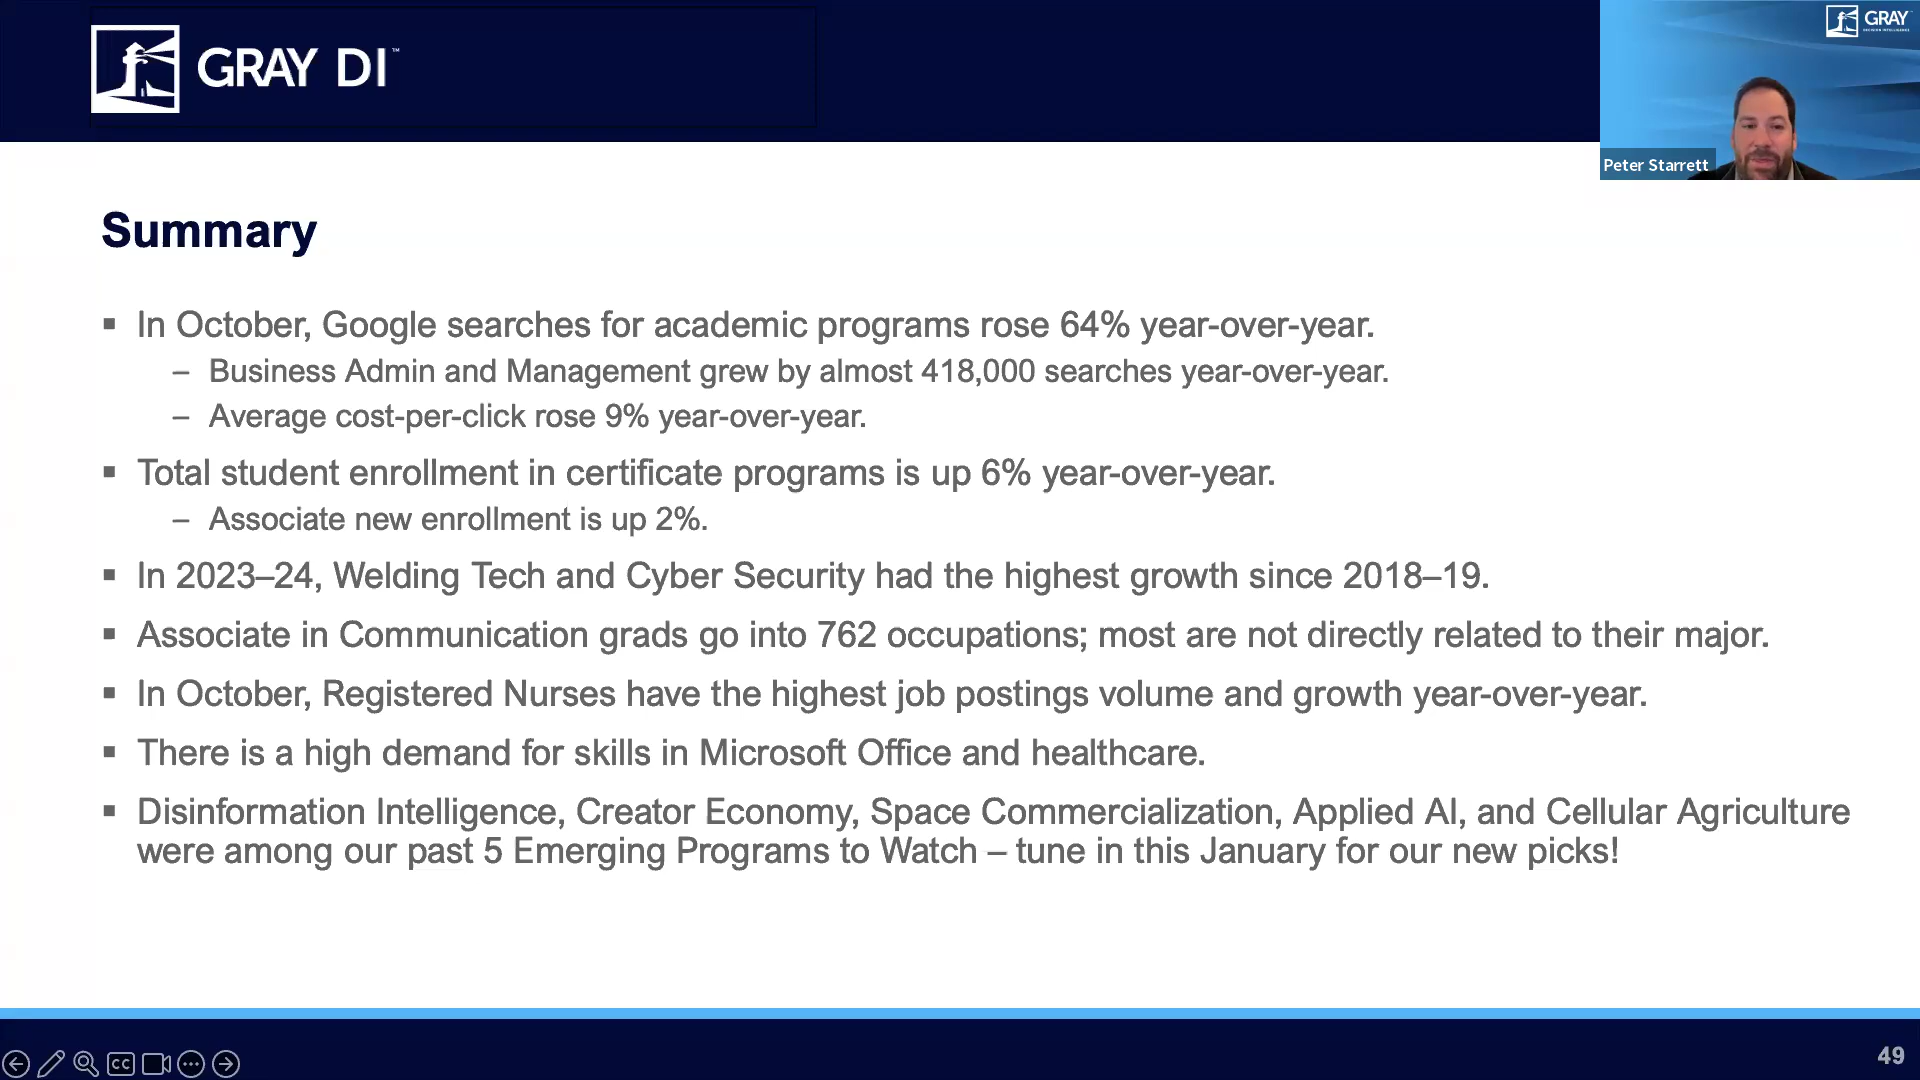 GRAY DI™
GRAY
Peter Starrett
Summary
▪ In October, Google searches for academic programs rose 64% year-over-year.
– Business Admin and Management grew by almost 418,000 searches year-over-year.
– Average cost-per-click rose 9% year-over-year.
▪ Total student enrollment in certificate programs is up 6% year-over-year.
– Associate new enrollment is up 2%.
▪ In 2023–24, Welding Tech and Cyber Security had the highest growth since 2018–19.
▪ Associate in Communication grads go into 762 occupations; most are not directly related to their major.
▪ In October, Registered Nurses have the highest job postings volume and growth year-over-year.
▪ There is a high demand for skills in Microsoft Office and healthcare.
▪ Disinformation Intelligence, Creator Economy, Space Commercialization, Applied AI, and Cellular Agriculture
were among our past 5 Emerging Programs to Watch – tune in this January for our new picks!
CC
49